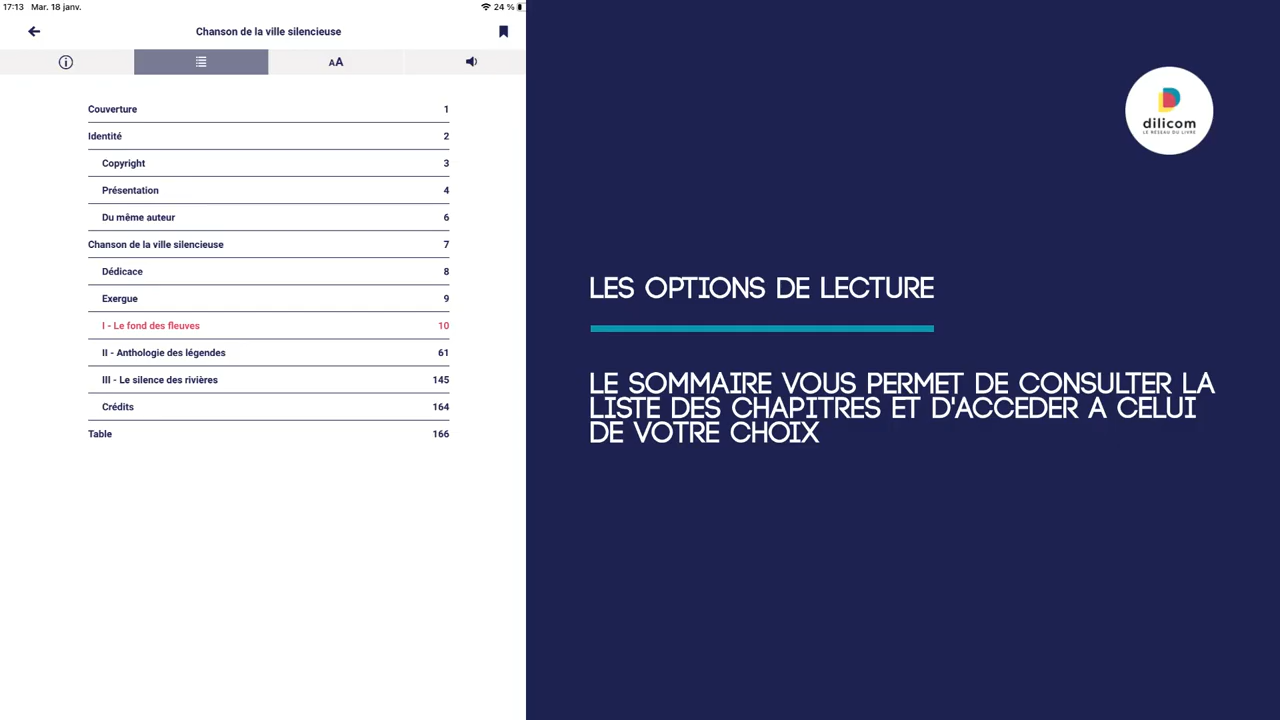 17:13 Mar. 18 janv.
24 %
Chanson de la ville silencieuse
AA
Couverture 1
Identité 2
Copyright 3
Présentation 4
Du même auteur 6
Chanson de la ville silencieuse 7
Dédicace 8
Exergue 9
I - Le fond des fleuves 10
II - Anthologie des légendes 61
III - Le silence des rivières 145
Crédits 164
Table 166
dilicom
LE RÉSEAU DU LIVRE
LES OPTIONS DE LECTURE
LE SOMMAIRE VOUS PERMET DE CONSULTER LA
LISTE DES CHAPITRES ET D'ACCEDER A CELUI
DE VOTRE CHOIX